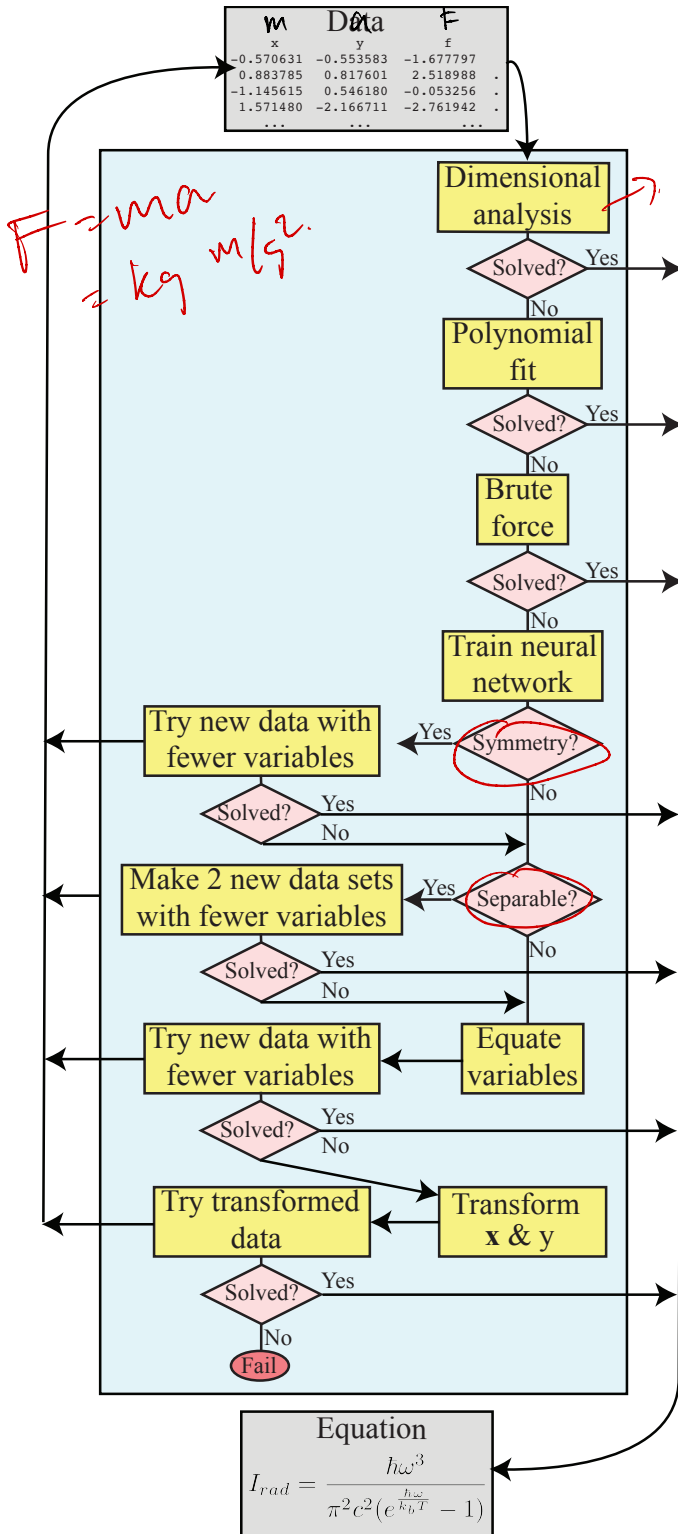 m a F
Data
x y f
-0.570631 -0.553583 -1.677797
0.883785 0.817601 2.518988 .
-1.145615 0.546180 -0.053256 .
1.571480 -2.166711 -2.761942 .
... ... ...
F = ma
= kg m/s².
Dimensional
analysis
Solved? Yes
No
Polynomial
fit
Solved? Yes
No
Brute
force
Solved? Yes
No
Train neural
network
Try new data with
fewer variables
Yes Symmetry?
No
Solved? Yes
No
Make 2 new data sets
with fewer variables
Yes Separable?
No
Solved? Yes
No
Try new data with
fewer variables
Equate
variables
Solved? Yes
No
Try transformed
data
Transform
x & y
Solved? Yes
No
Fail
Equation
I_rad = ħω³ / π²c²(e^(ħω/k_bT) − 1)